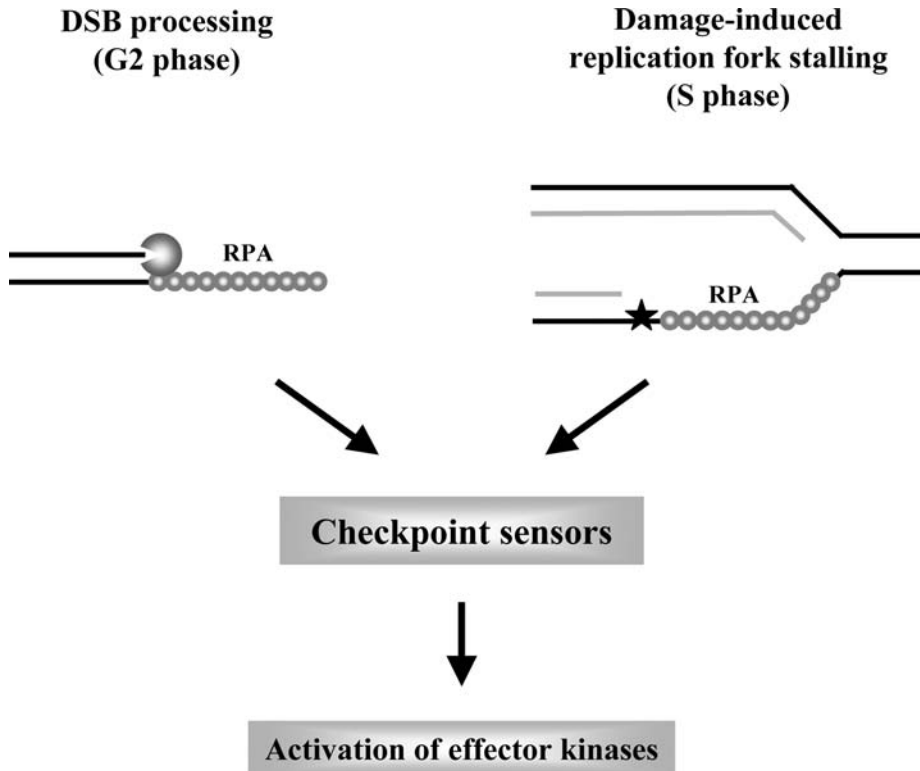 DSB processing
(G2 phase)
Damage-induced
replication fork stalling
(S phase)
RPA
RPA
Checkpoint sensors
Activation of effector kinases